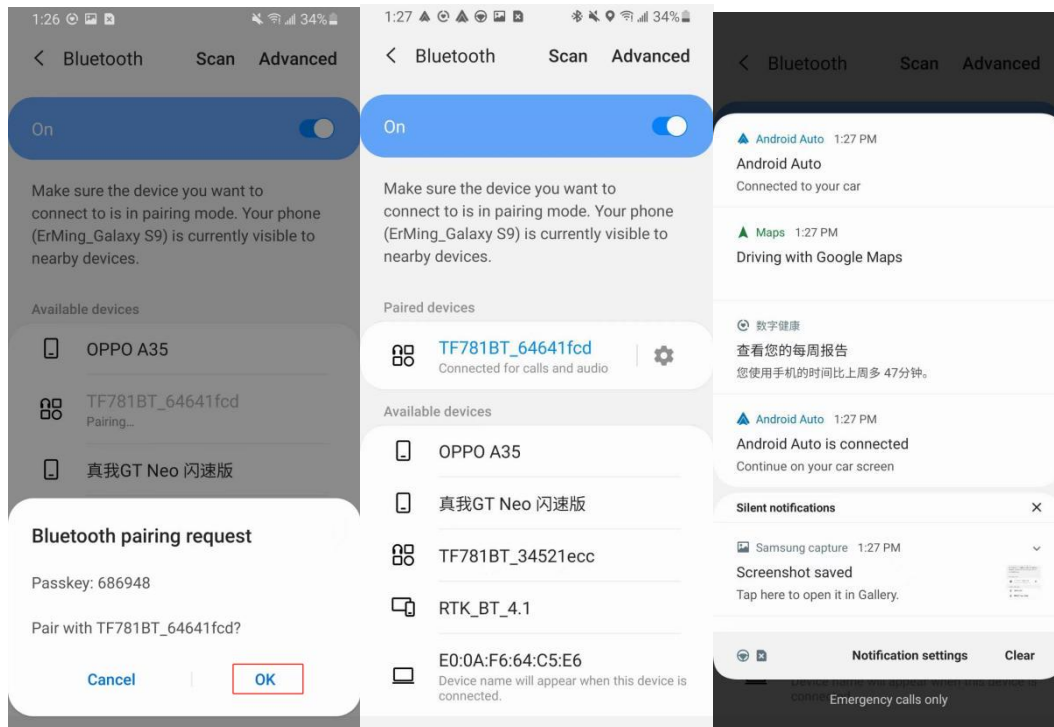 1:26 34%
Bluetooth Scan Advanced
On
Make sure the device you want to
connect to is in pairing mode. Your phone
(ErMing_Galaxy S9) is currently visible to
nearby devices.
Available devices
OPPO A35
TF781BT_64641fcd
Pairing...
真我GT Neo 闪速版
Bluetooth pairing request
Passkey: 686948
Pair with TF781BT_64641fcd?
Cancel OK
1:27 34%
Bluetooth Scan Advanced
On
Make sure the device you want to
connect to is in pairing mode. Your phone
(ErMing_Galaxy S9) is currently visible to
nearby devices.
Paired devices
TF781BT_64641fcd
Connected for calls and audio
Available devices
OPPO A35
真我GT Neo 闪速版
TF781BT_34521ecc
RTK_BT_4.1
E0:0A:F6:64:C5:E6
Device name will appear when this device is
connected.
Bluetooth Scan Advanced
Android Auto 1:27 PM
Android Auto
Connected to your car
Maps 1:27 PM
Driving with Google Maps
数字健康
查看您的每周报告
您使用手机的时间比上周多 47分钟。
Android Auto 1:27 PM
Android Auto is connected
Continue on your car screen
Silent notifications
Samsung capture 1:27 PM
Screenshot saved
Tap here to open it in Gallery.
Notification settings Clear
Device name will appear when this device is
connected.
Emergency calls only